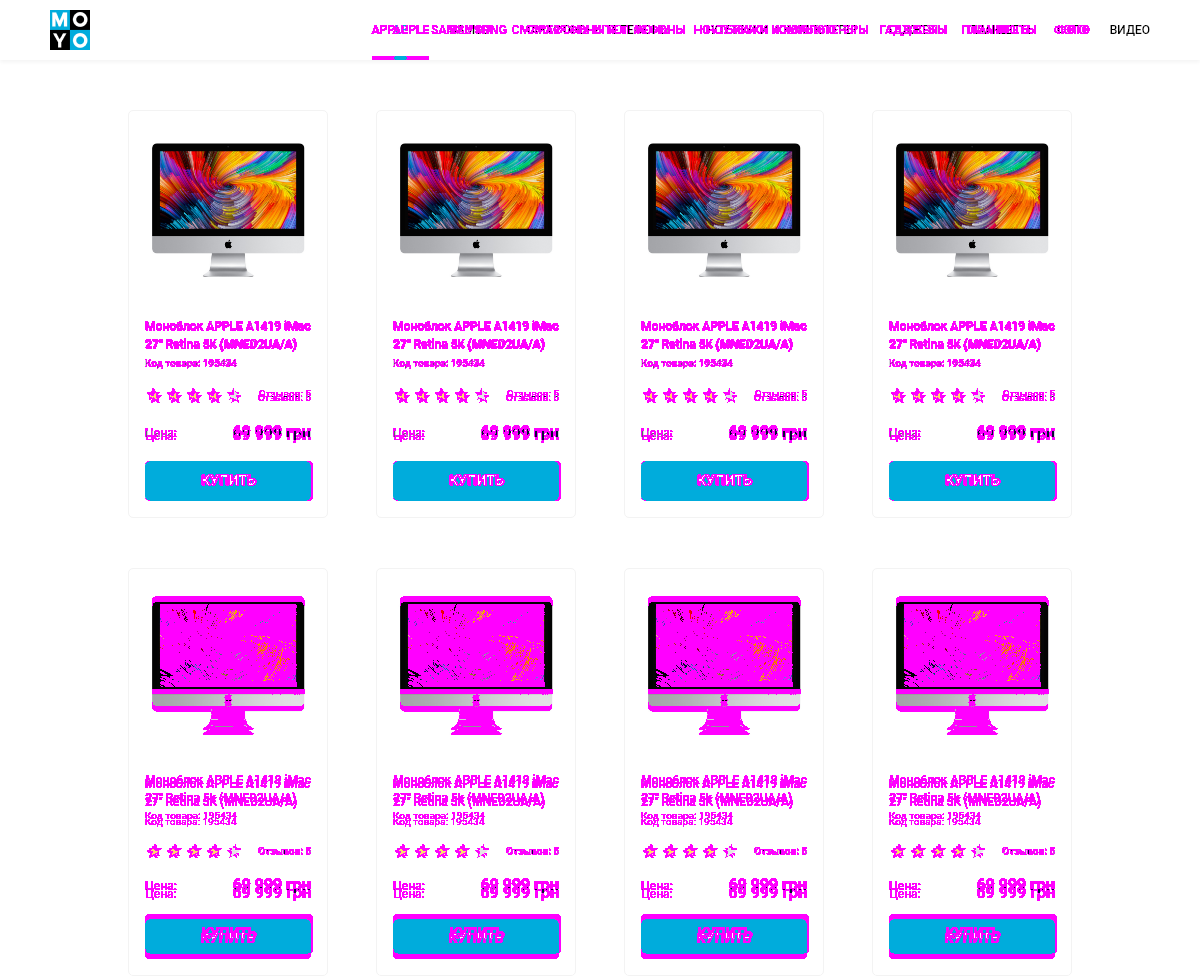 MO
YO
APPLE SAMSUNG СМАРТФОНЫ И ТЕЛЕФОНЫ НОУТБУКИ И КОМПЬЮТЕРЫ ГАДЖЕТЫ ПЛАНШЕТЫ ФОТО ВИДЕО
Моноблок APPLE A1419 iMac Моноблок APPLE A1419 iMac Моноблок APPLE A1419 iMac Моноблок APPLE A1419 iMac
27" Retina 5K (MNED2UA/A) 27" Retina 5K (MNED2UA/A) 27" Retina 5K (MNED2UA/A) 27" Retina 5K (MNED2UA/A)
Код товара: 195434 Код товара: 195434 Код товара: 195434 Код товара: 195434
Отзывов: 5 Отзывов: 5 Отзывов: 5 Отзывов: 5
Цена: 69 999 грн Цена: 69 999 грн Цена: 69 999 грн Цена: 69 999 грн
КУПИТЬ КУПИТЬ КУПИТЬ КУПИТЬ
Моноблок APPLE A1419 iMac Моноблок APPLE A1419 iMac Моноблок APPLE A1419 iMac Моноблок APPLE A1419 iMac
27" Retina 5K (MNED2UA/A) 27" Retina 5K (MNED2UA/A) 27" Retina 5K (MNED2UA/A) 27" Retina 5K (MNED2UA/A)
Код товара: 195434 Код товара: 195434 Код товара: 195434 Код товара: 195434
Отзывов: 5 Отзывов: 5 Отзывов: 5 Отзывов: 5
Цена: 69 999 грн Цена: 69 999 грн Цена: 69 999 грн Цена: 69 999 грн
КУПИТЬ КУПИТЬ КУПИТЬ КУПИТЬ